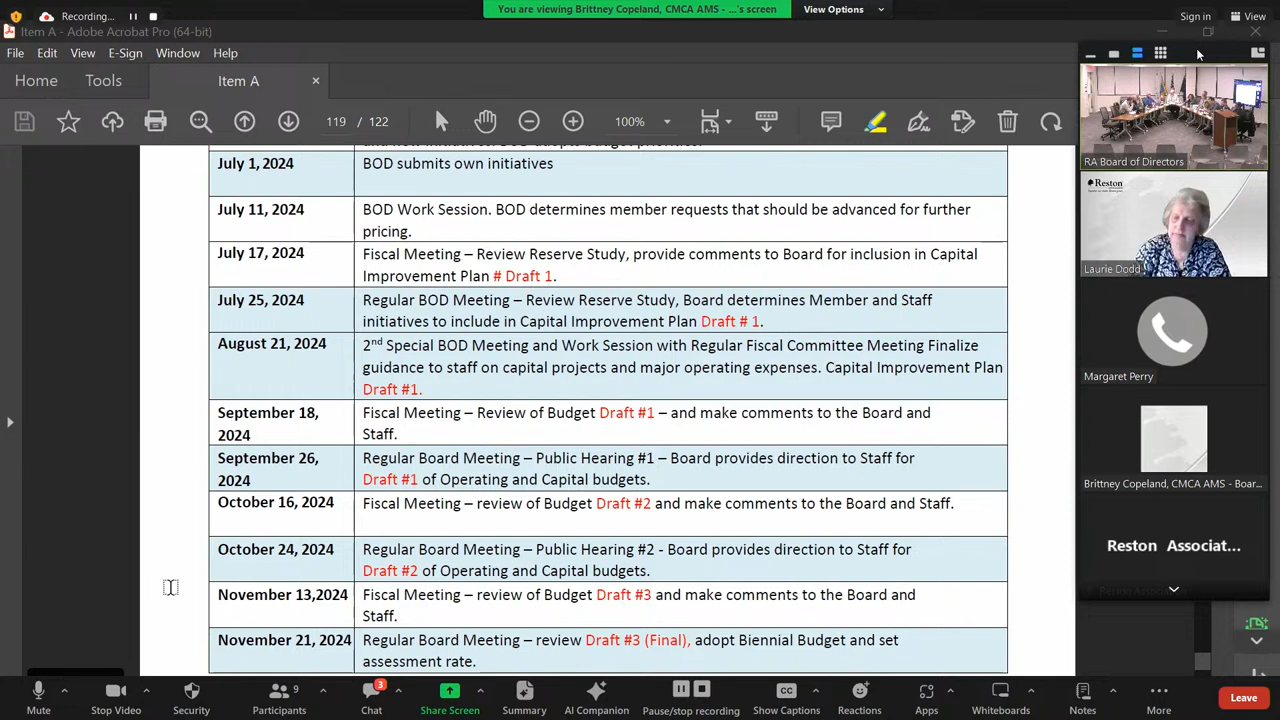 Recording...
You are viewing Brittney Copeland, CMCA AMS - ...'s screen
View Options
Sign in
View
Item A - Adobe Acrobat Pro (64-bit)
File Edit View E-Sign Window Help
Home Tools Item A
119 / 122
100%
July 1, 2024 BOD submits own initiatives
July 11, 2024 BOD Work Session. BOD determines member requests that should be advanced for further
pricing.
July 17, 2024 Fiscal Meeting – Review Reserve Study, provide comments to Board for inclusion in Capital
Improvement Plan # Draft 1.
July 25, 2024 Regular BOD Meeting – Review Reserve Study, Board determines Member and Staff
initiatives to include in Capital Improvement Plan Draft # 1.
August 21, 2024 2nd Special BOD Meeting and Work Session with Regular Fiscal Committee Meeting Finalize
guidance to staff on capital projects and major operating expenses. Capital Improvement Plan
Draft #1.
September 18, Fiscal Meeting – Review of Budget Draft #1 – and make comments to the Board and
2024 Staff.
September 26, Regular Board Meeting – Public Hearing #1 – Board provides direction to Staff for
2024 Draft #1 of Operating and Capital budgets.
October 16, 2024 Fiscal Meeting – review of Budget Draft #2 and make comments to the Board and Staff.
October 24, 2024 Regular Board Meeting – Public Hearing #2 - Board provides direction to Staff for
Draft #2 of Operating and Capital budgets.
November 13,2024 Fiscal Meeting – review of Budget Draft #3 and make comments to the Board and
Staff.
November 21, 2024 Regular Board Meeting – review Draft #3 (Final), adopt Biennial Budget and set
assessment rate.
RA Board of Directors
Reston
Laurie Dodd
Margaret Perry
Brittney Copeland, CMCA AMS - Boar...
Reston Associat...
Mute Stop Video Security Participants 9 Chat 3 Share Screen Summary AI Companion Pause/stop recording CC Show Captions Reactions Apps Whiteboards Notes More Leave